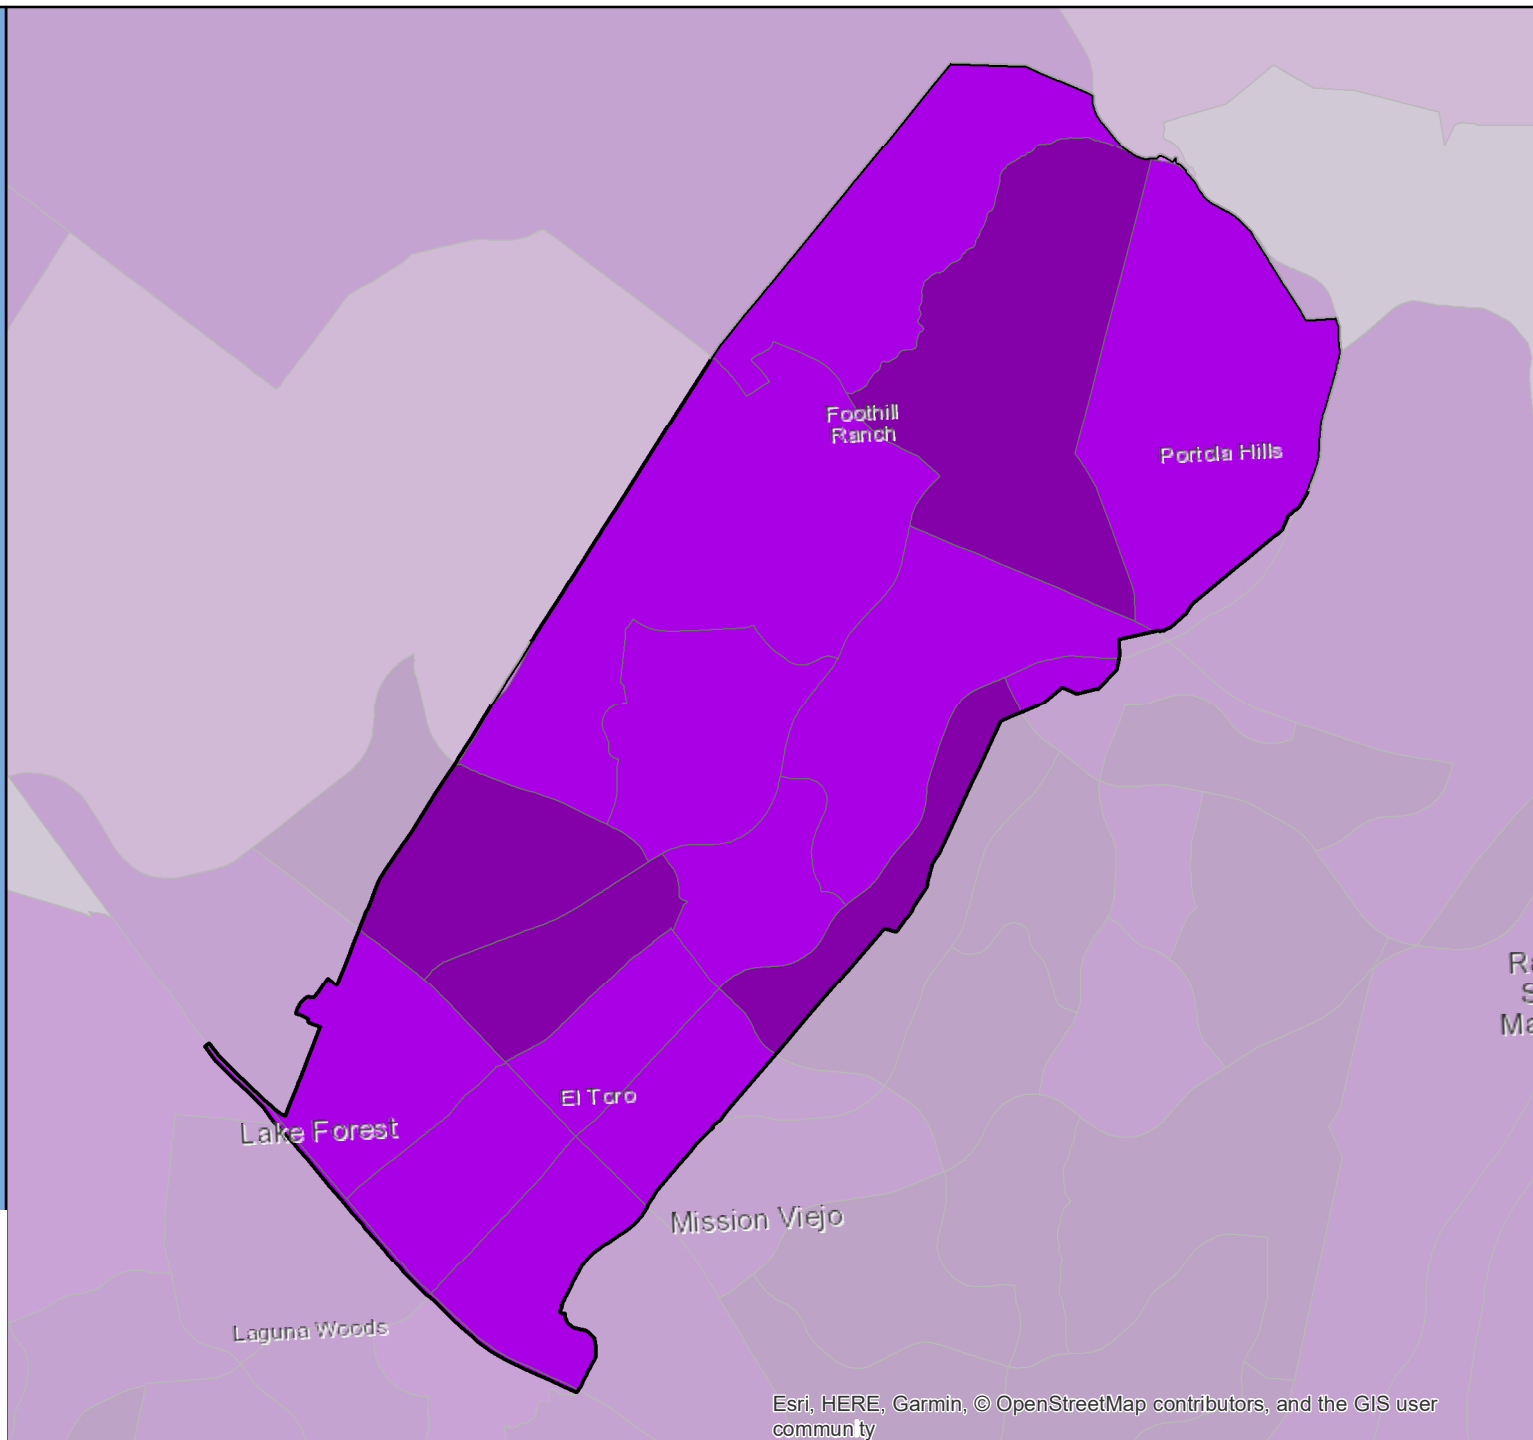 Foothill
Ranch
Portola Hills
Lake Forest
El Toro
Mission Viejo
Laguna Woods
Esri, HERE, Garmin, © OpenStreetMap contributors, and the GIS user
community